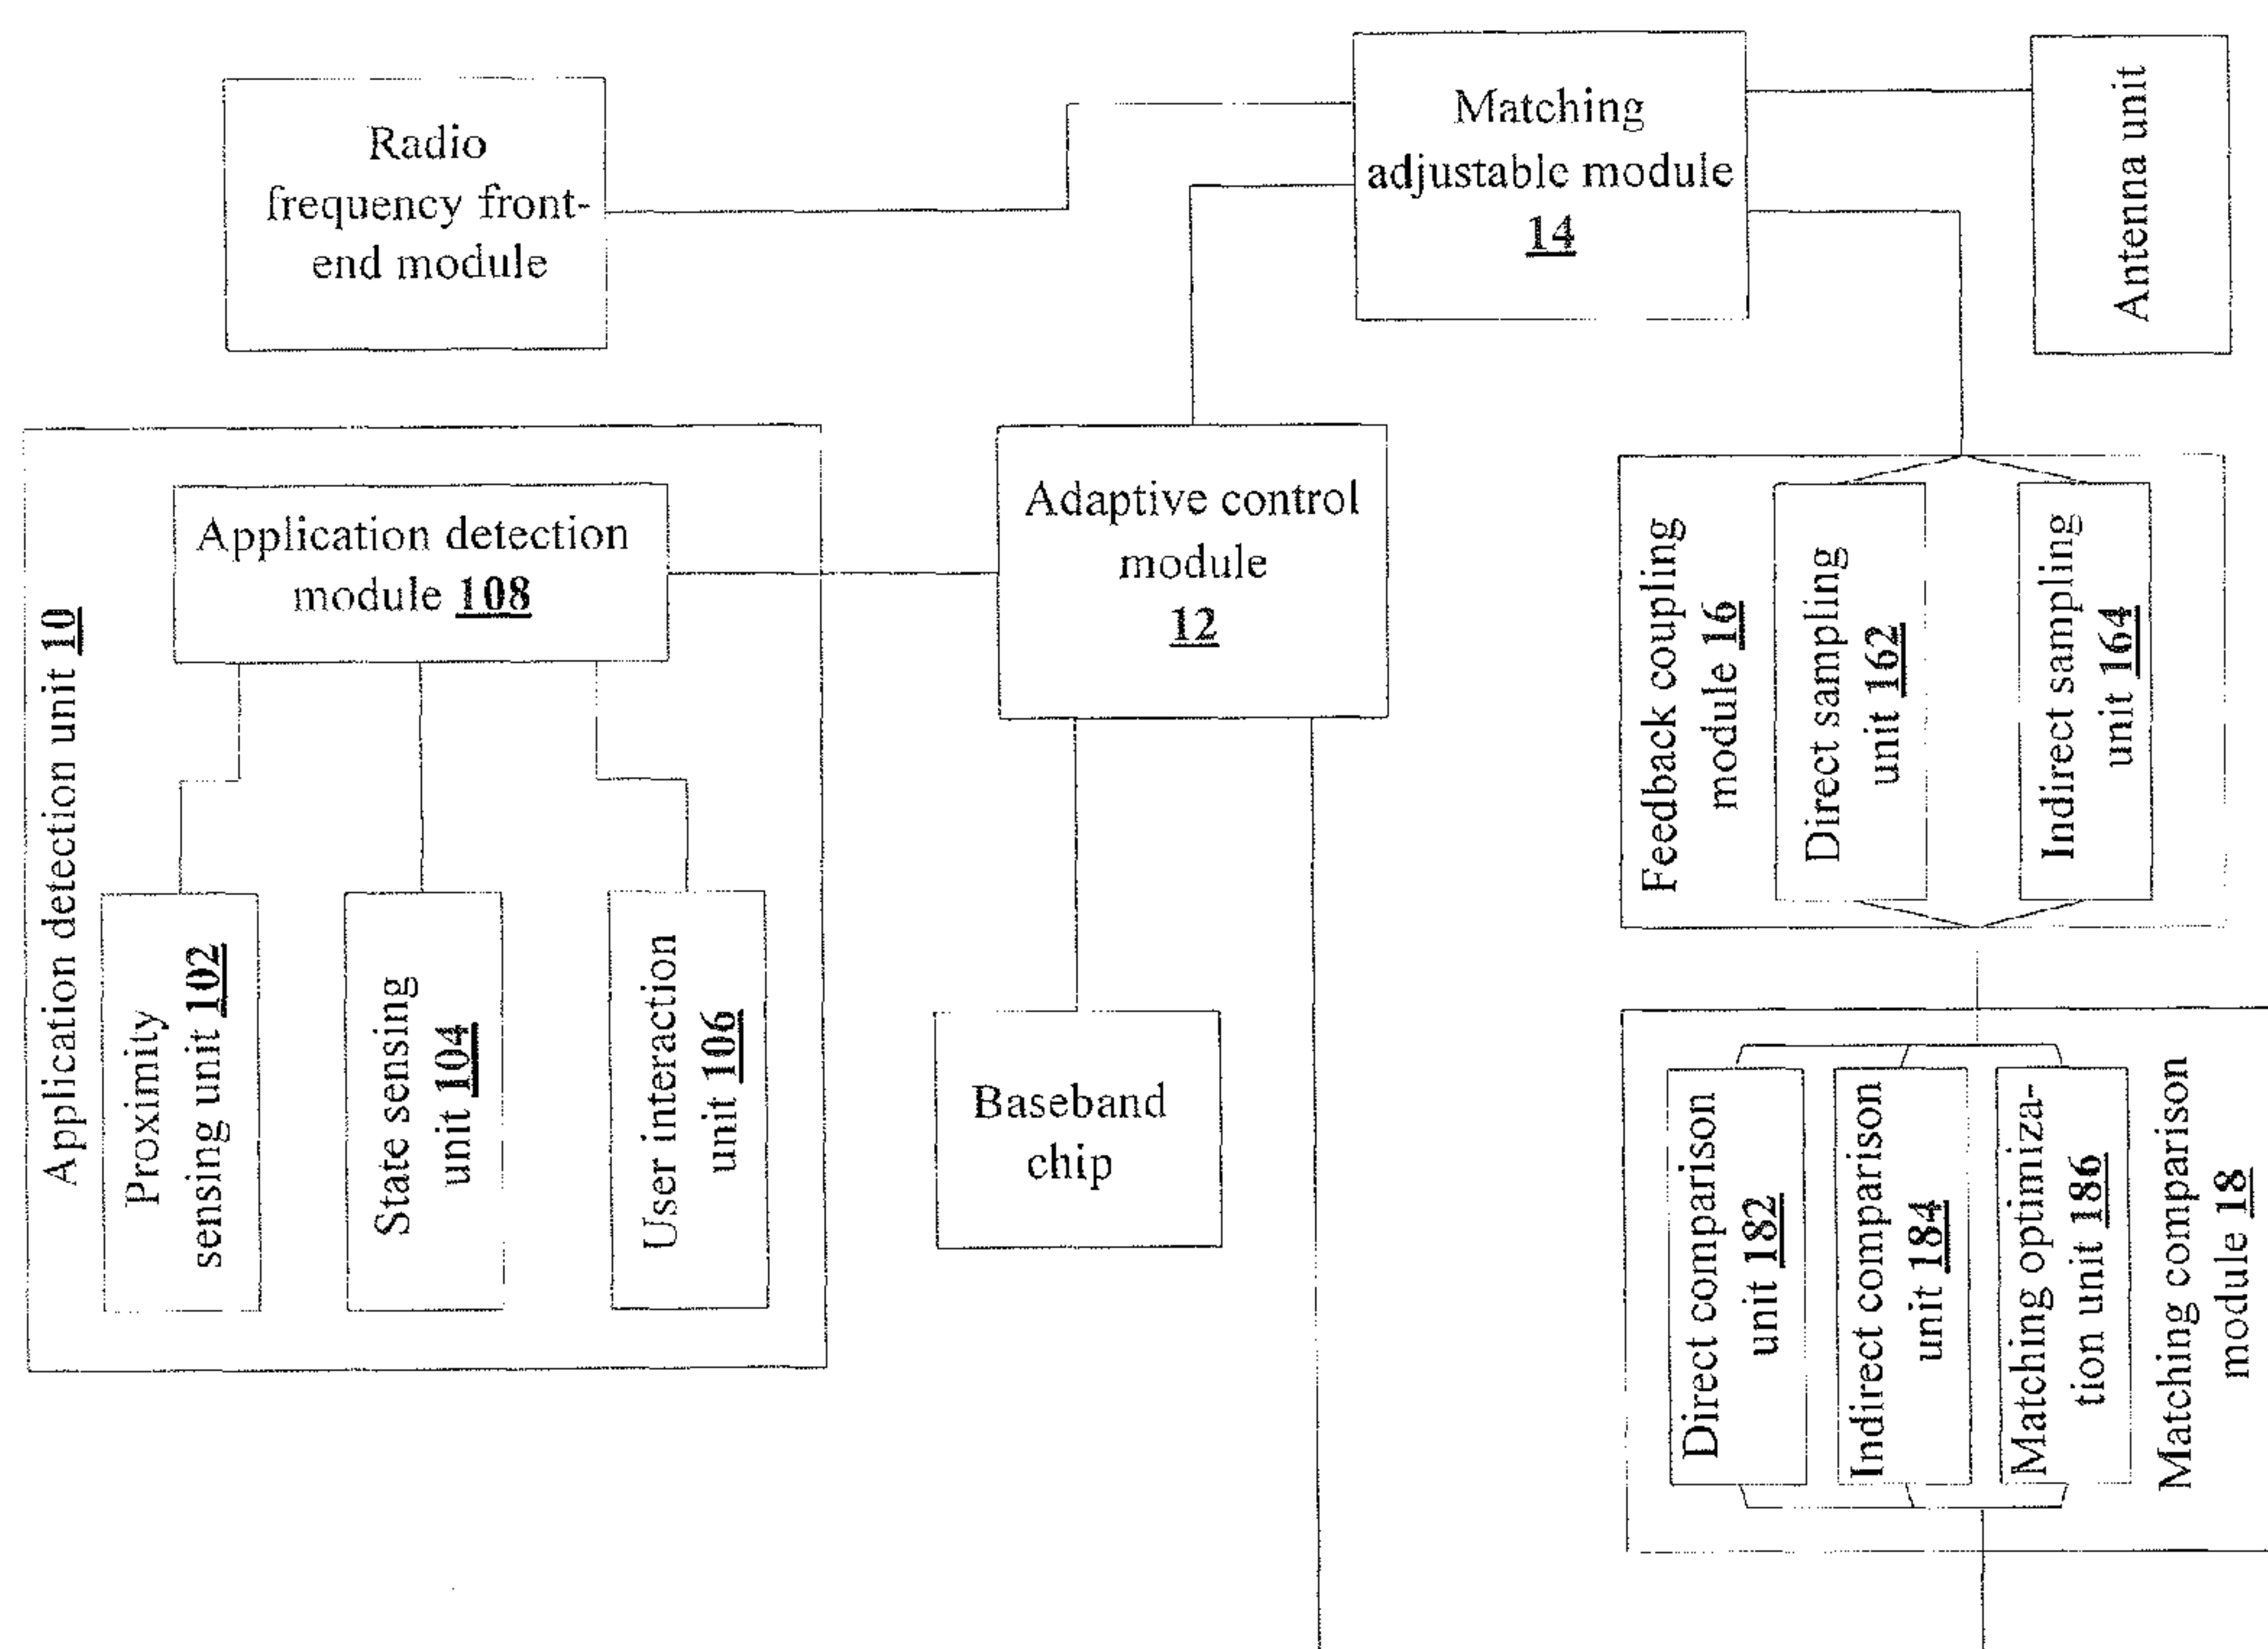 Radio
frequency front-
end module
Matching
adjustable module
14
Antenna unit
Application detection unit 10
Application detection
module 108
Proximity
sensing unit 102
State sensing
unit 104
User interaction
unit 106
Adaptive control
module
12
Baseband
chip
Feedback coupling
module 16
Direct sampling
unit 162
Indirect sampling
unit 164
Direct comparison
unit 182
Indirect comparison
unit 184
Matching optimiza-
tion unit 186
Matching comparison
module 18